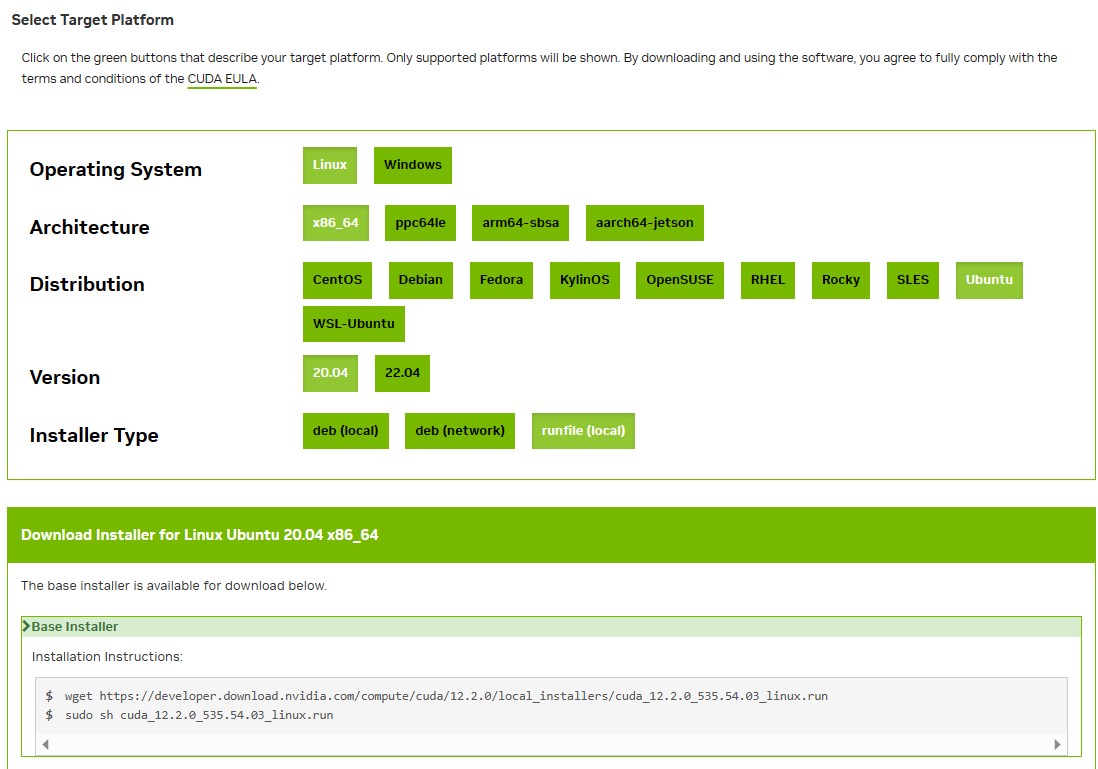 Select Target Platform
Click on the green buttons that describe your target platform. Only supported platforms will be shown. By downloading and using the software, you agree to fully comply with the
terms and conditions of the CUDA EULA.
Operating System Linux Windows
Architecture x86_64 ppc64le arm64-sbsa aarch64-jetson
Distribution CentOS Debian Fedora KylinOS OpenSUSE RHEL Rocky SLES Ubuntu
WSL-Ubuntu
Version 20.04 22.04
Installer Type deb (local) deb (network) runfile (local)
Download Installer for Linux Ubuntu 20.04 x86_64
The base installer is available for download below.
Base Installer
Installation Instructions:
$ wget https://developer.download.nvidia.com/compute/cuda/12.2.0/local_installers/cuda_12.2.0_535.54.03_linux.run
$ sudo sh cuda_12.2.0_535.54.03_linux.run